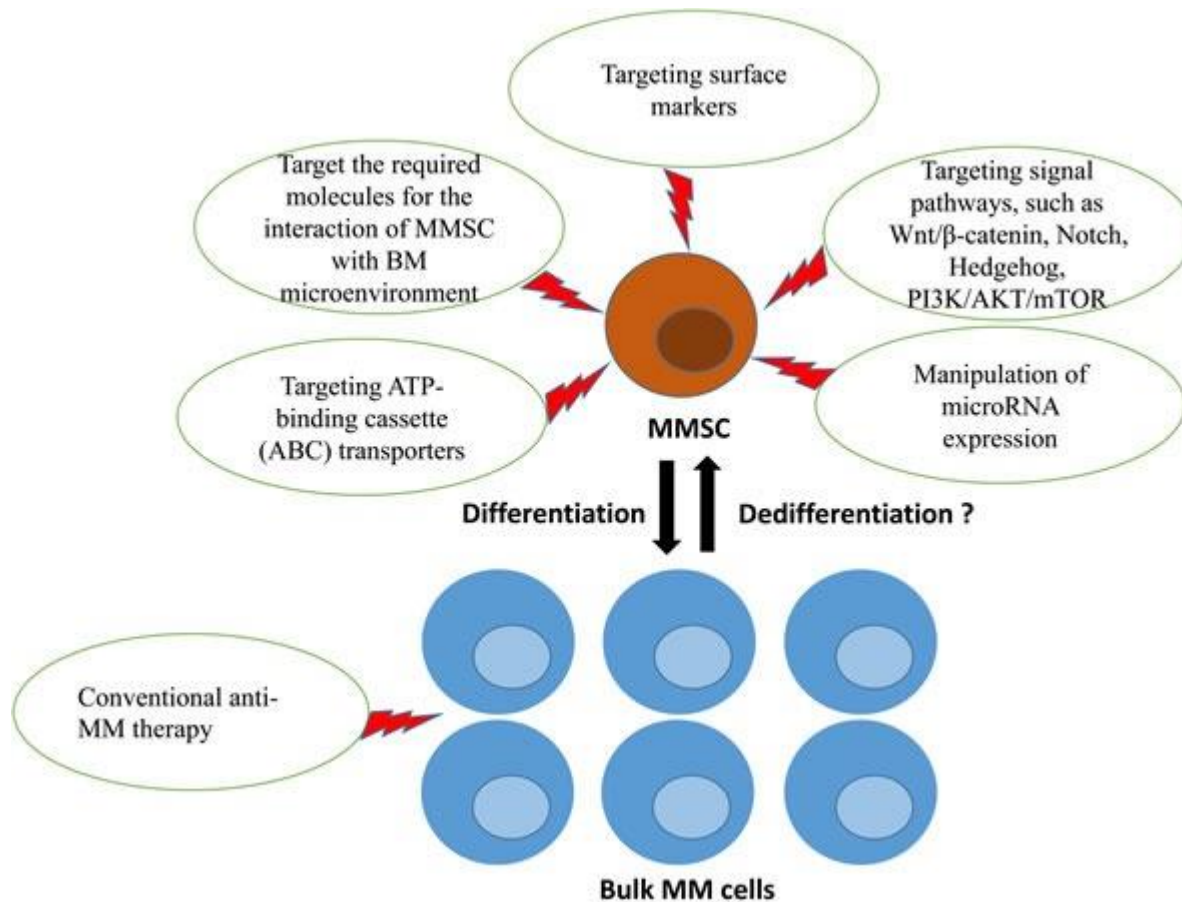 Targeting surface
markers
Target the required
molecules for the
interaction of MMSC
with BM
microenvironment
Targeting signal
pathways, such as
Wnt/β-catenin, Notch,
Hedgehog,
PI3K/AKT/mTOR
Targeting ATP-
binding cassette
(ABC) transporters
Manipulation of
microRNA
expression
MMSC
Differentiation
Dedifferentiation ?
Conventional anti-
MM therapy
Bulk MM cells